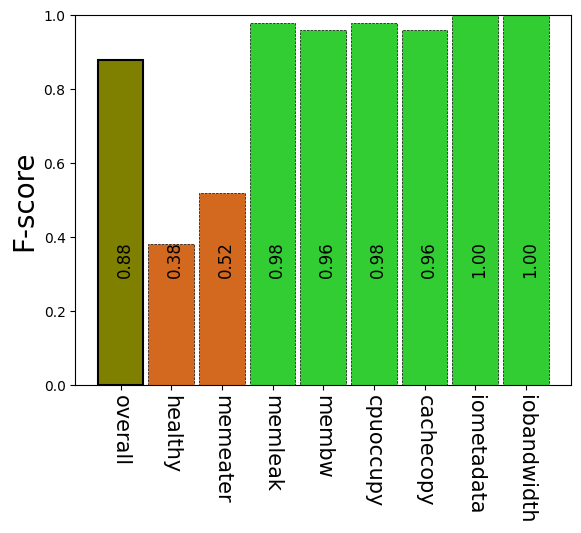 F-score
1.0
0.8
0.6
0.4
0.2
0.0
0.88
0.38
0.52
0.98
0.96
0.98
0.96
1.00
1.00
overall
healthy
memeater
memleak
membw
cpuoccupy
cachecopy
iometadata
iobandwidth